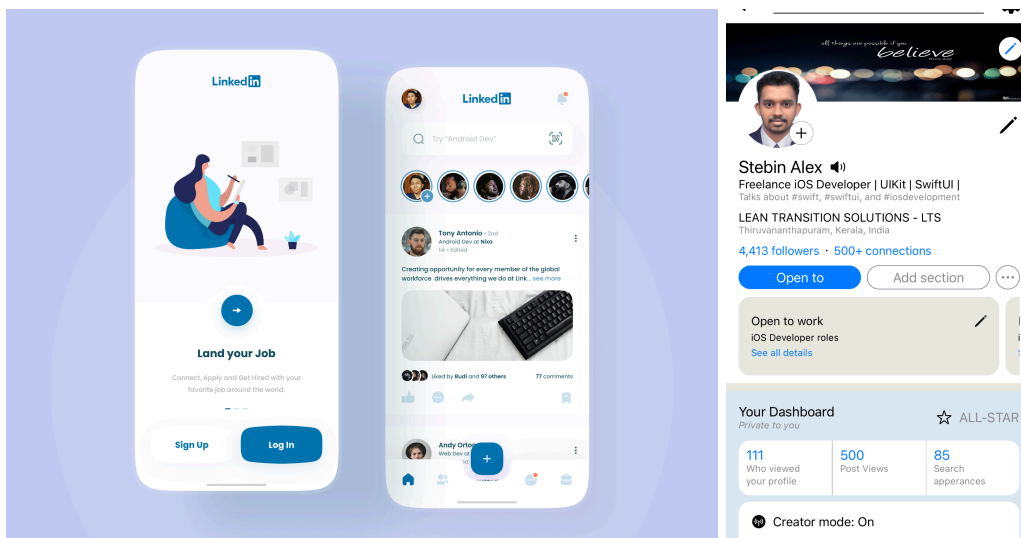 Linked in
Land your Job
Connect, Apply and Get Hired with your
favorite job around the world.
Sign Up
Log In
Linked in
Try "Android Dev"
Tony Antonio • 2nd
Android Dev at Nixo
1w • Edited
Creating opportunity for every member of the global
workforce drives everything we do at Link... see more
Liked by Budi and 97 others
77 comments
Andy Orton
Web Dev at
all things are possible if you
believe
Stebin Alex
Freelance iOS Developer | UIKit | SwiftUI |
Talks about #swift, #swiftui, and #iosdevelopment
LEAN TRANSITION SOLUTIONS - LTS
Thiruvananthapuram, Kerala, India
4,413 followers · 500+ connections
Open to
Add section
Open to work
iOS Developer roles
See all details
Your Dashboard
Private to you
ALL-STAR
111
Who viewed
your profile
500
Post Views
85
Search
apperances
Creator mode: On